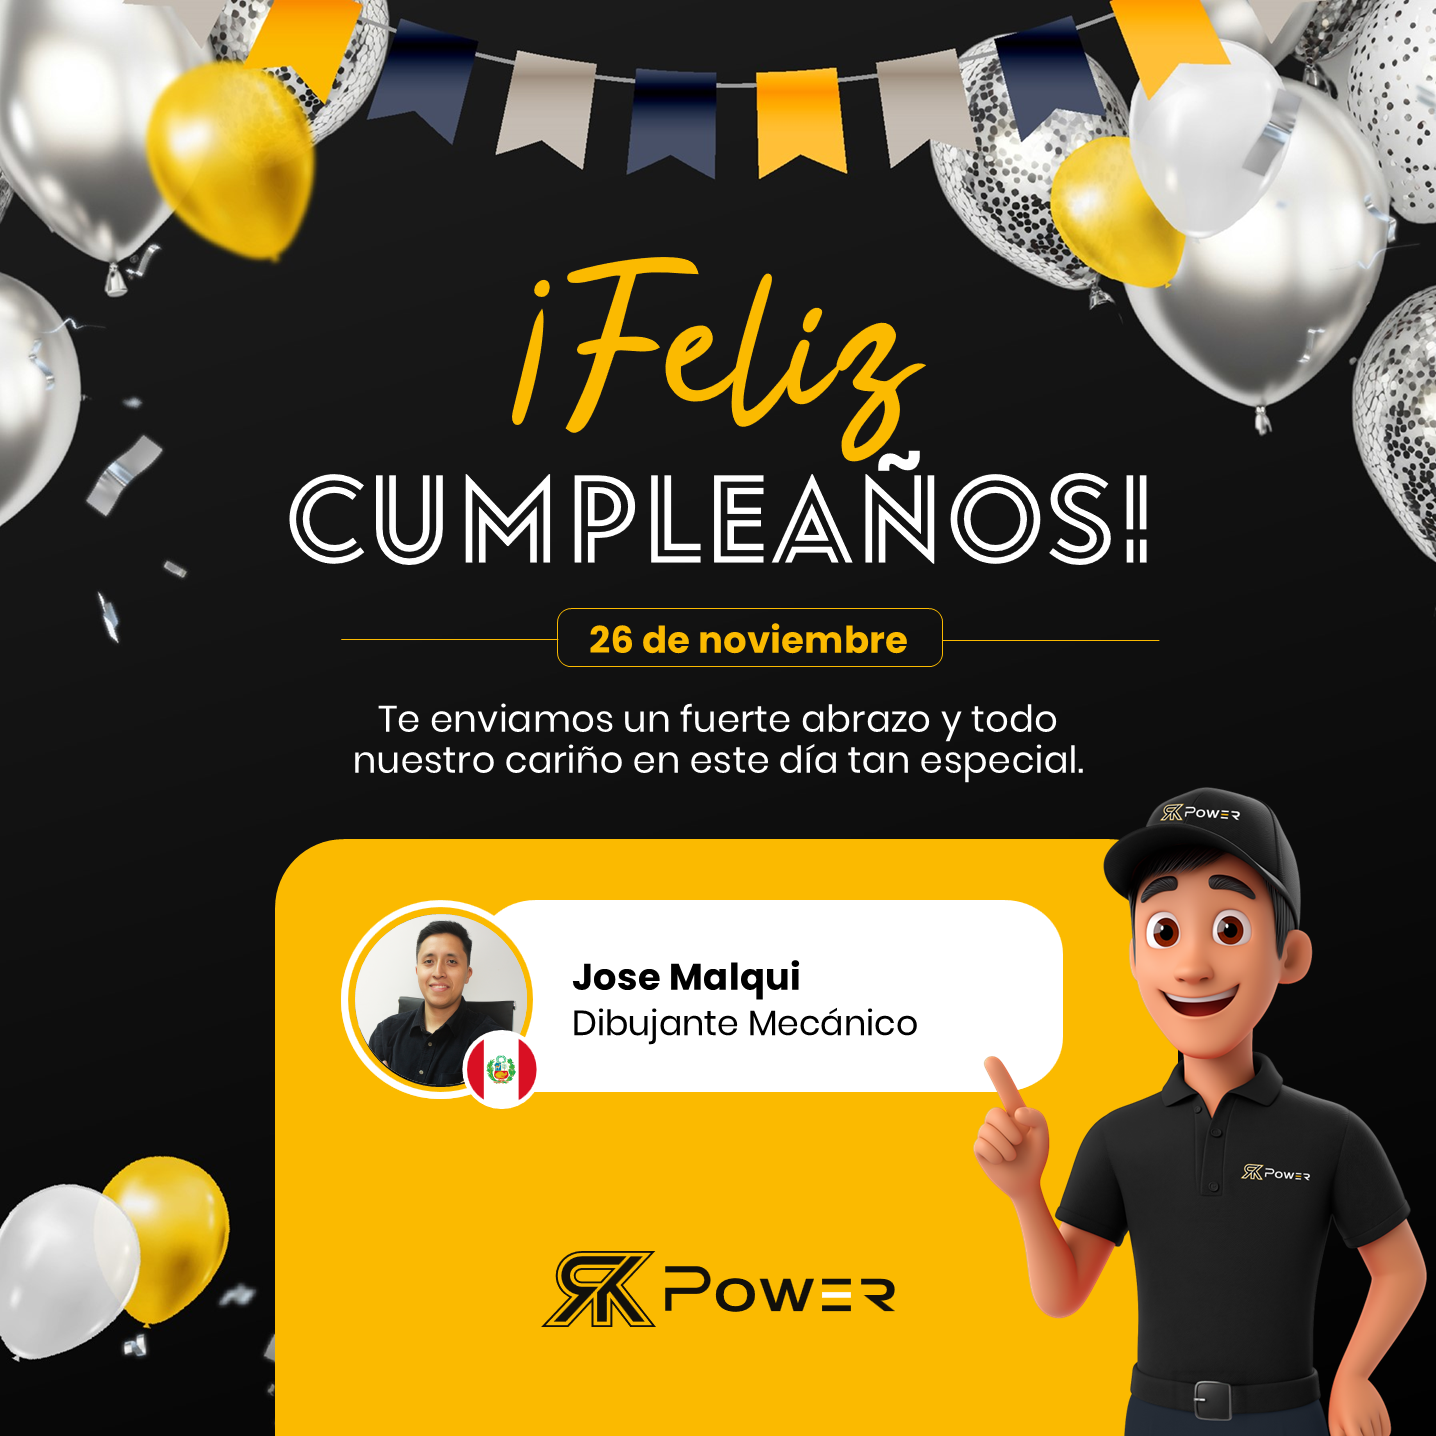 ¡Feliz
CUMPLEAÑOS!
26 de noviembre
Te enviamos un fuerte abrazo y todo
nuestro cariño en este día tan especial.
RK POWER
Jose Malqui
Dibujante Mecánico
RK POWER
RK POWER